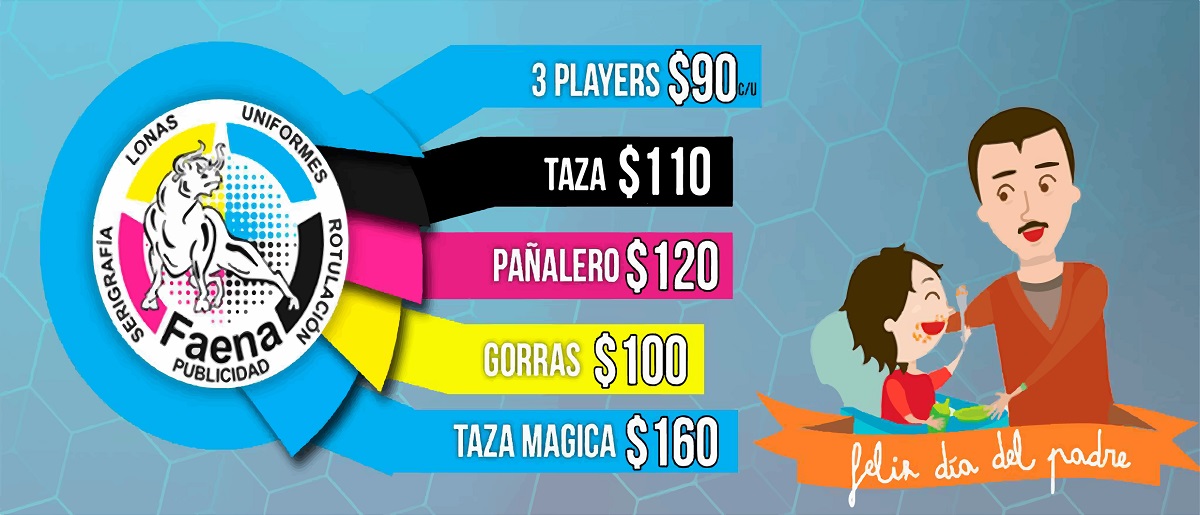 LONAS
UNIFORMES
SERIGRAFÍA
ROTULACIÓN
Faena
PUBLICIDAD
3 PLAYERS $90 C/U
TAZA $110
PAÑALERO $120
GORRAS $100
TAZA MAGICA $160
feliz día del padre